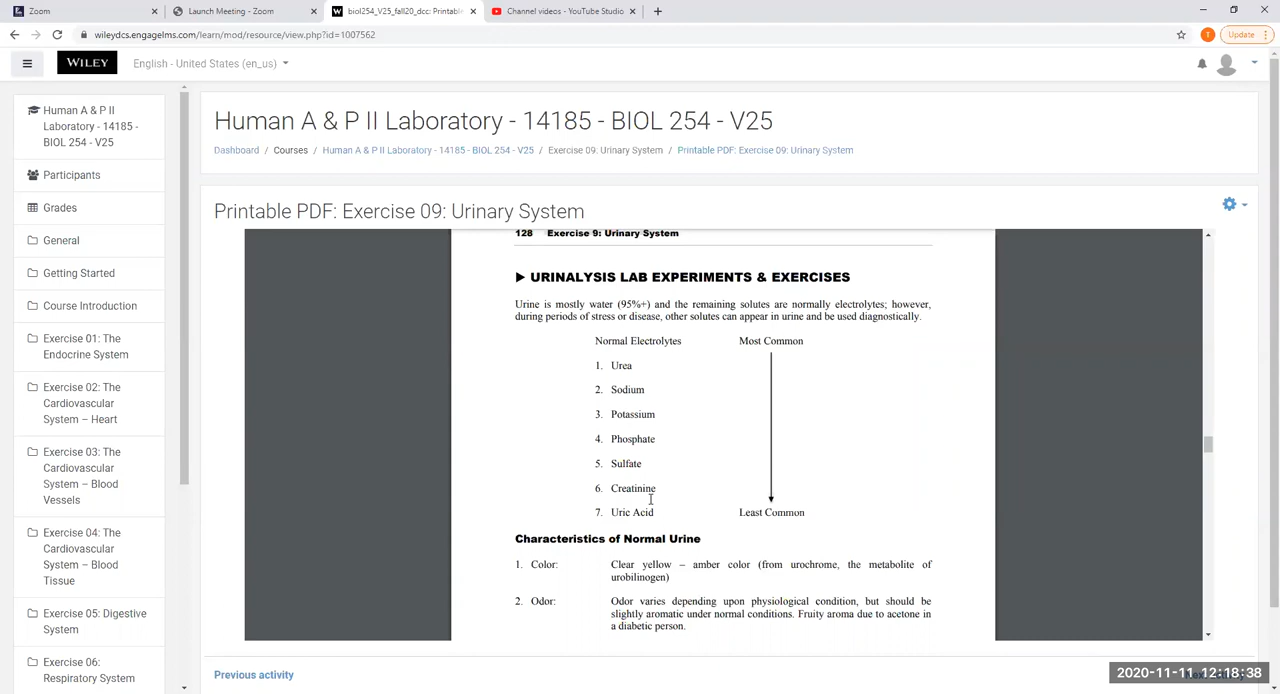 Zoom
Launch Meeting - Zoom
biol254_V25_fall20_dcc: Printable
Channel videos - YouTube Studio
wileydcs.engagelms.com/learn/mod/resource/view.php?id=1007562
T
Update
WILEY
English - United States (en_us)
Human A & P II
Laboratory - 14185 -
BIOL 254 - V25
Participants
Grades
General
Getting Started
Course Introduction
Exercise 01: The
Endocrine System
Exercise 02: The
Cardiovascular
System – Heart
Exercise 03: The
Cardiovascular
System – Blood
Vessels
Exercise 04: The
Cardiovascular
System – Blood
Tissue
Exercise 05: Digestive
System
Exercise 06:
Respiratory System
Human A & P II Laboratory - 14185 - BIOL 254 - V25
Dashboard / Courses / Human A & P II Laboratory - 14185 - BIOL 254 - V25 / Exercise 09: Urinary System / Printable PDF: Exercise 09: Urinary System
Printable PDF: Exercise 09: Urinary System
128 Exercise 9: Urinary System
► URINALYSIS LAB EXPERIMENTS & EXERCISES
Urine is mostly water (95%+) and the remaining solutes are normally electrolytes; however,
during periods of stress or disease, other solutes can appear in urine and be used diagnostically.
Normal Electrolytes Most Common
1. Urea
2. Sodium
3. Potassium
4. Phosphate
5. Sulfate
6. Creatinine
7. Uric Acid Least Common
Characteristics of Normal Urine
1. Color: Clear yellow – amber color (from urochrome, the metabolite of
urobilinogen)
2. Odor: Odor varies depending upon physiological condition, but should be
slightly aromatic under normal conditions. Fruity aroma due to acetone in
a diabetic person.
Previous activity
2020-11-11 12:18:38